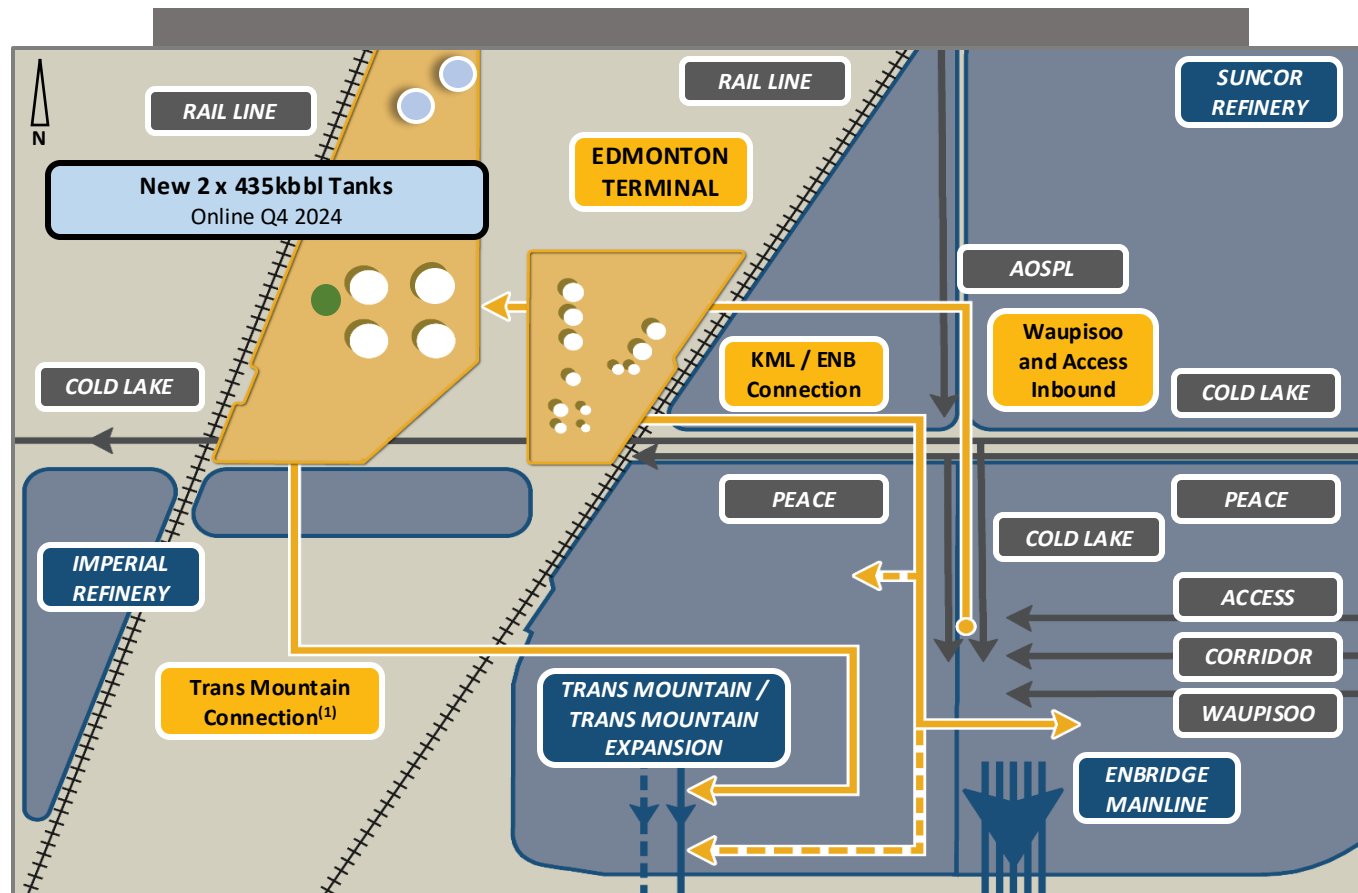 N
RAIL LINE
RAIL LINE
SUNCOR
REFINERY
EDMONTON
TERMINAL
New 2 x 435kbbl Tanks
Online Q4 2024
AOSPL
Waupisoo
and Access
Inbound
KML / ENB
Connection
COLD LAKE
COLD LAKE
PEACE
PEACE
COLD LAKE
IMPERIAL
REFINERY
ACCESS
CORRIDOR
WAUPISOO
Trans Mountain
Connection(1)
TRANS MOUNTAIN /
TRANS MOUNTAIN
EXPANSION
ENBRIDGE
MAINLINE